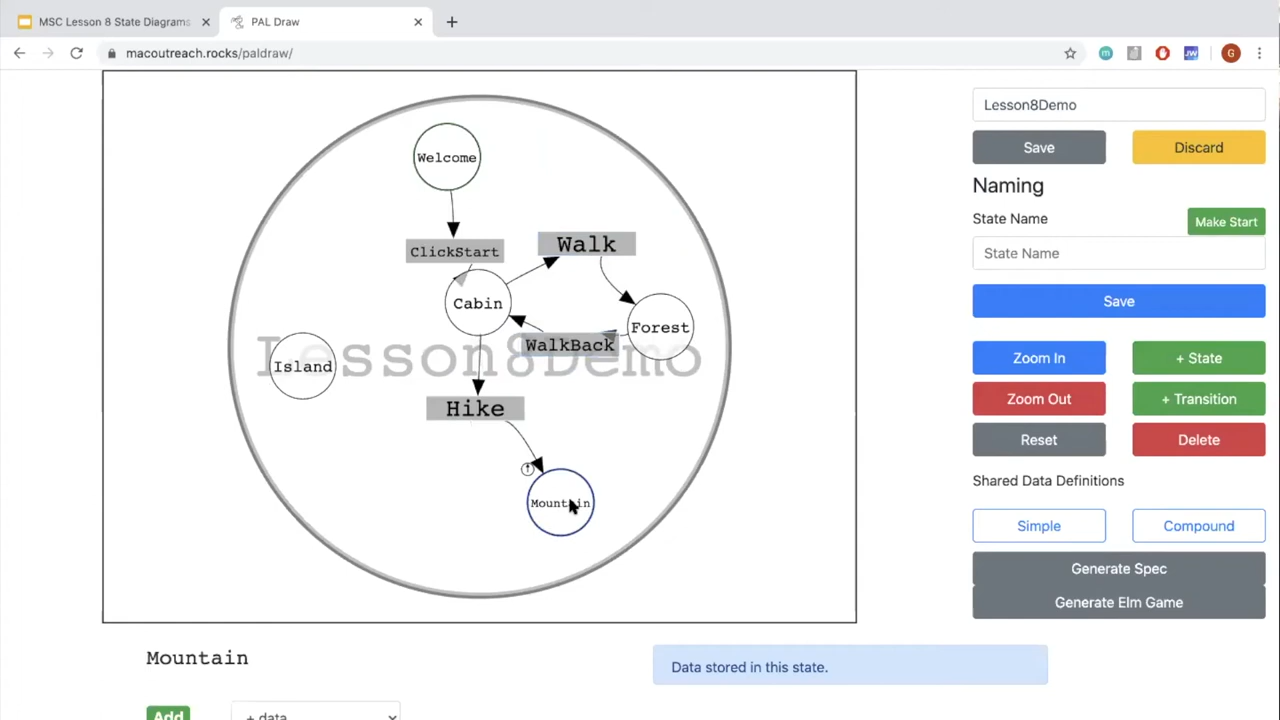 MSC Lesson 8 State Diagrams
PAL Draw
macoutreach.rocks/paldraw/
m
JW
G
Lesson8Demo
Save
Discard
Naming
State Name
Make Start
State Name
Save
Zoom In
+ State
Zoom Out
+ Transition
Reset
Delete
Shared Data Definitions
Simple
Compound
Generate Spec
Generate Elm Game
Welcome
ClickStart
Walk
Cabin
Forest
WalkBack
Lesson8Demo
Island
Hike
Mountain
Mountain
Data stored in this state.
Add
+ data